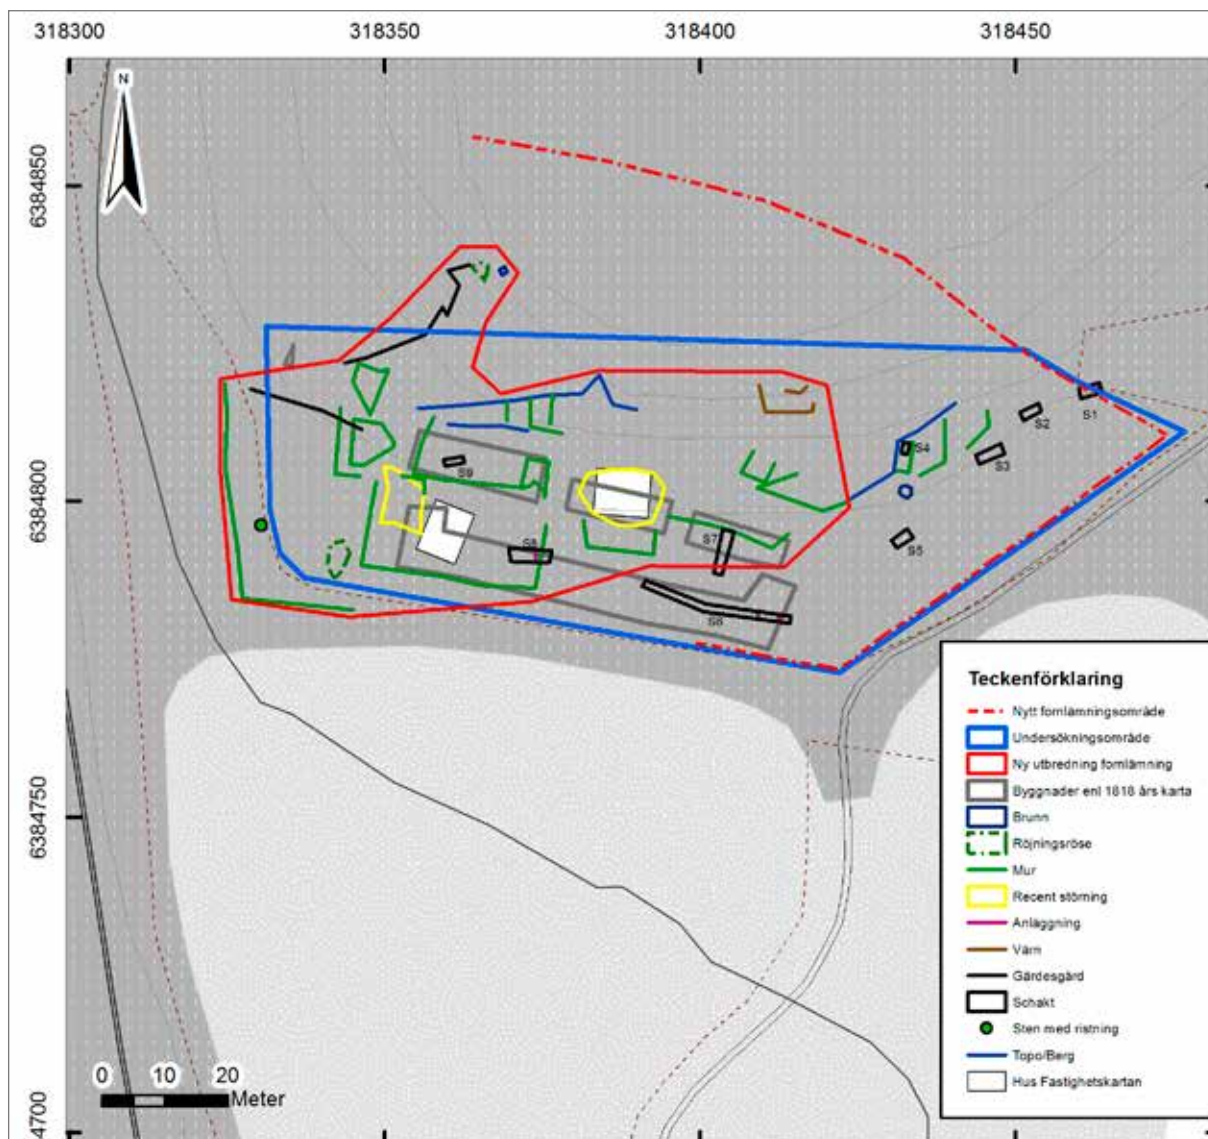 318300 318350 318400 318450
N
6384850
6384800
6384750
4700
S1
S2
S3
S4
S5
S9
S7
S8
S6
0 10 20
Meter
Teckenförklaring
Nytt fornlämningsområde
Undersökningsområde
Ny utbredning fornlämning
Byggnader enl 1818 års karta
Brunn
Röjningsröse
Mur
Recent störning
Anläggning
Värn
Gärdesgård
Schakt
Sten med ristning
Topo/Berg
Hus Fastighetskartan